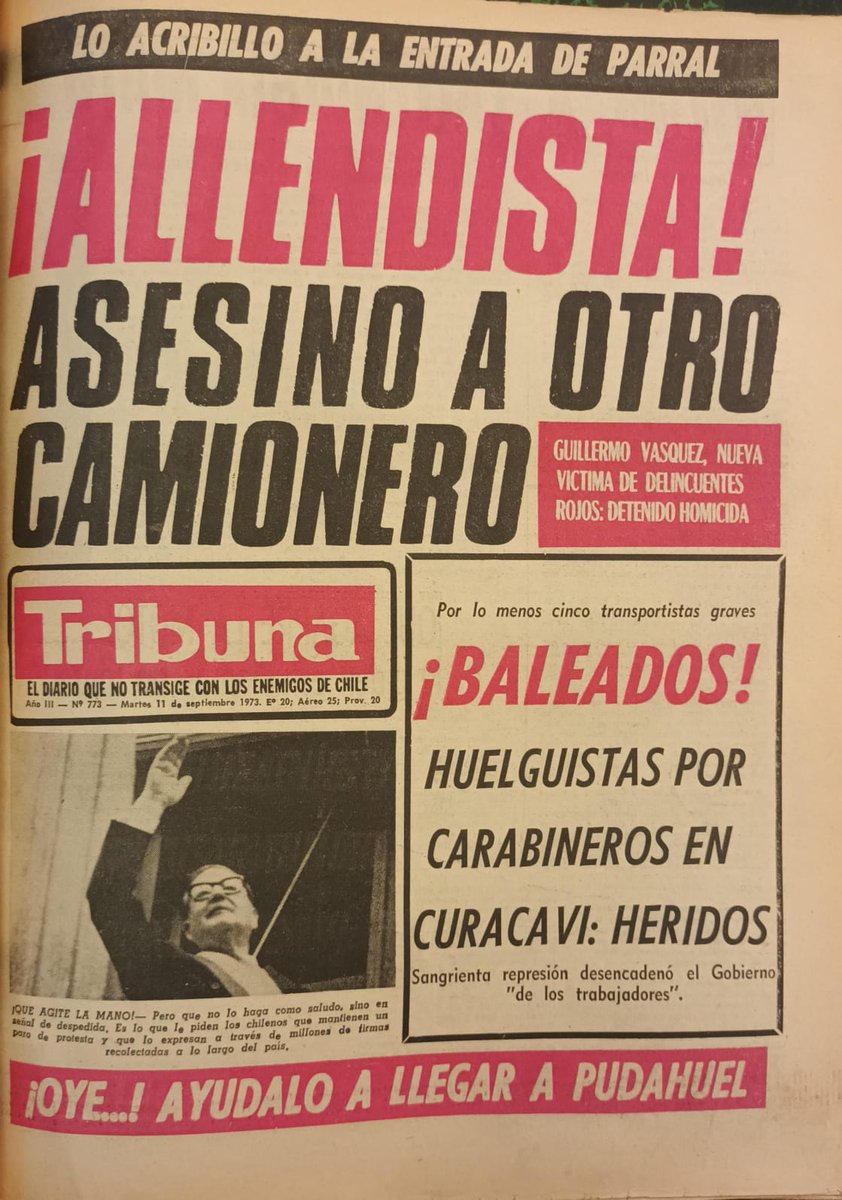 LO ACRIBILLO A LA ENTRADA DE PARRAL
¡ALLENDISTA!
ASESINO A OTRO
CAMIONERO
GUILLERMO VASQUEZ, NUEVA
VICTIMA DE DELINCUENTES
ROJOS: DETENIDO HOMICIDA
Tribuna
EL DIARIO QUE NO TRANSIGE CON LOS ENEMIGOS DE CHILE
Año III — Nº 773 — Martes 11 de septiembre 1973. Eº 20; Aéreo 25; Prov. 20
Por lo menos cinco transportistas graves
¡BALEADOS!
HUELGUISTAS POR
CARABINEROS EN
CURACAVI: HERIDOS
Sangrienta represión desencadenó el Gobierno
"de los trabajadores".
¡QUE AGITE LA MANO!— Pero que no lo haga como saludo, sino en
señal de despedida. Es lo que le piden los chilenos que mantienen un
paro de protesta y que lo expresan a través de millones de firmas
recolectadas a lo largo del país.
¡OYE...! AYUDALO A LLEGAR A PUDAHUEL